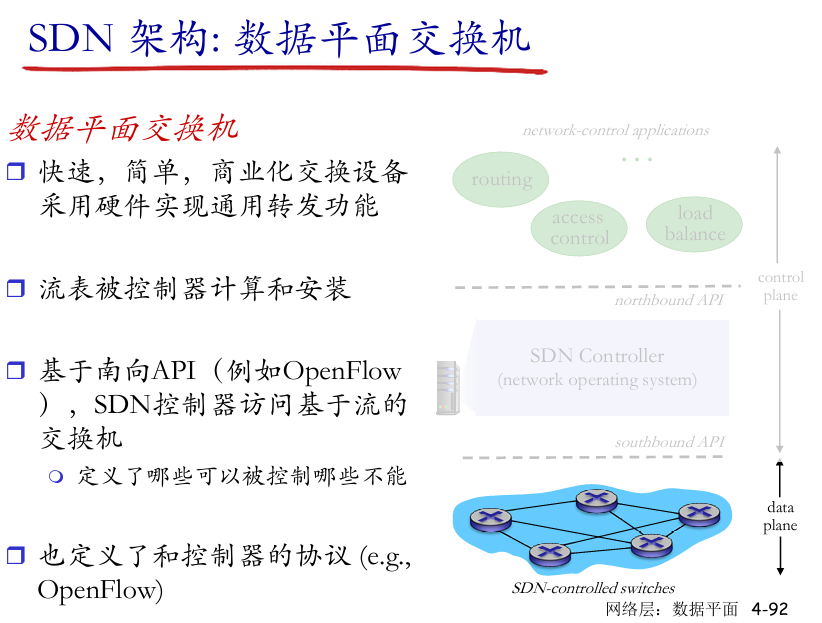 SDN 架构: 数据平面交换机
数据平面交换机
快速，简单，商业化交换设备
采用硬件实现通用转发功能
流表被控制器计算和安装
基于南向API（例如OpenFlow
），SDN控制器访问基于流的
交换机
定义了哪些可以被控制哪些不能
也定义了和控制器的协议 (e.g.,
OpenFlow)
network-control applications
…
routing
access
control
load
balance
control
plane
northbound API
SDN Controller
(network operating system)
southbound API
data
plane
SDN-controlled switches
网络层：数据平面 4-92